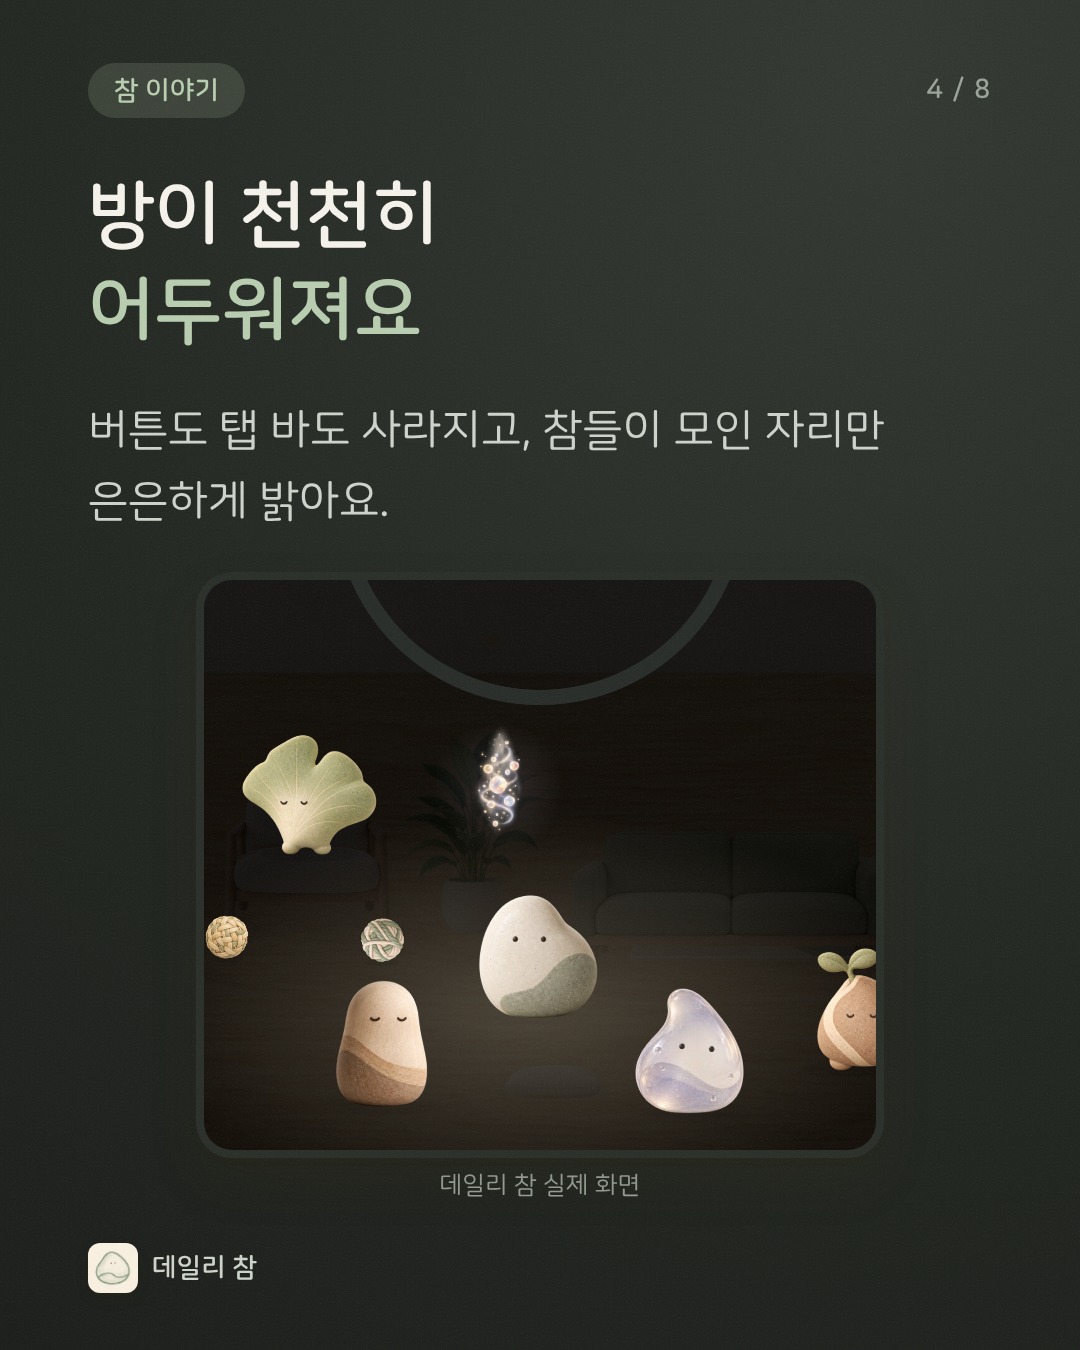 참 이야기
4 / 8
방이 천천히
어두워져요
버튼도 탭 바도 사라지고, 참들이 모인 자리만
은은하게 밝아요.
데일리 참 실제 화면
데일리 참